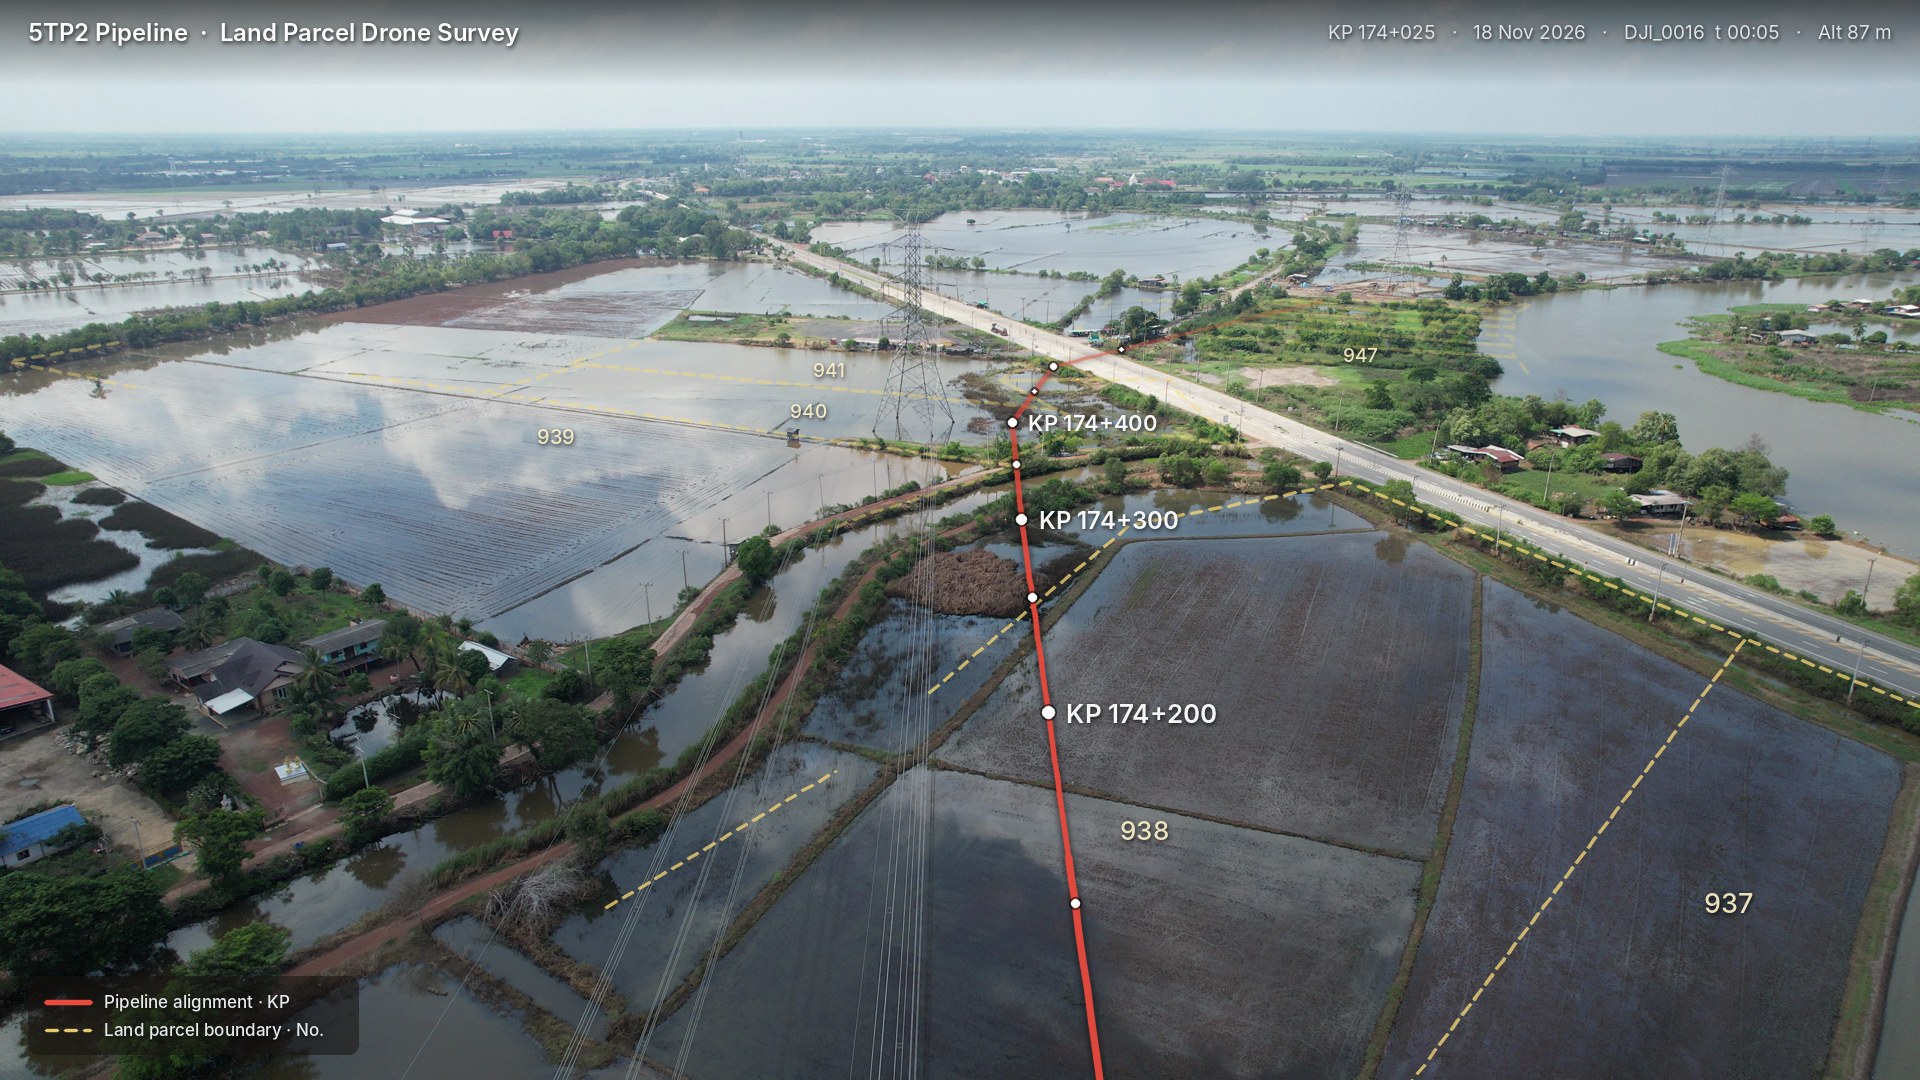 5TP2 Pipeline · Land Parcel Drone Survey
KP 174+025 · 18 Nov 2026 · DJI_0016 t 00:05 · Alt 87 m
947
941
940
939
KP 174+400
KP 174+300
KP 174+200
938
937
Pipeline alignment · KP
Land parcel boundary · No.